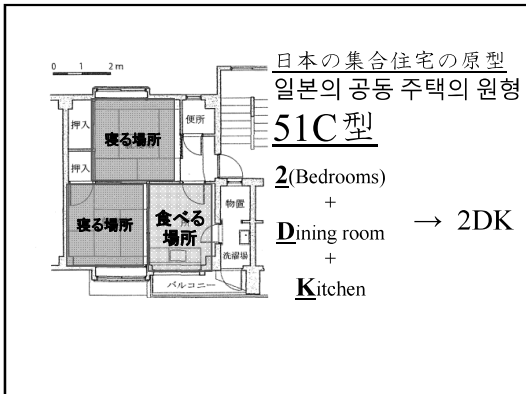 日本の集合住宅の原型
일본의 공동 주택의 원형
51C型
0 1 2m
押入
寝る場所
便所
押入
寝る場所
食べる
場所
物置
洗濯場
バルコニー
2(Bedrooms)
+
Dining room
+
Kitchen
→ 2DK